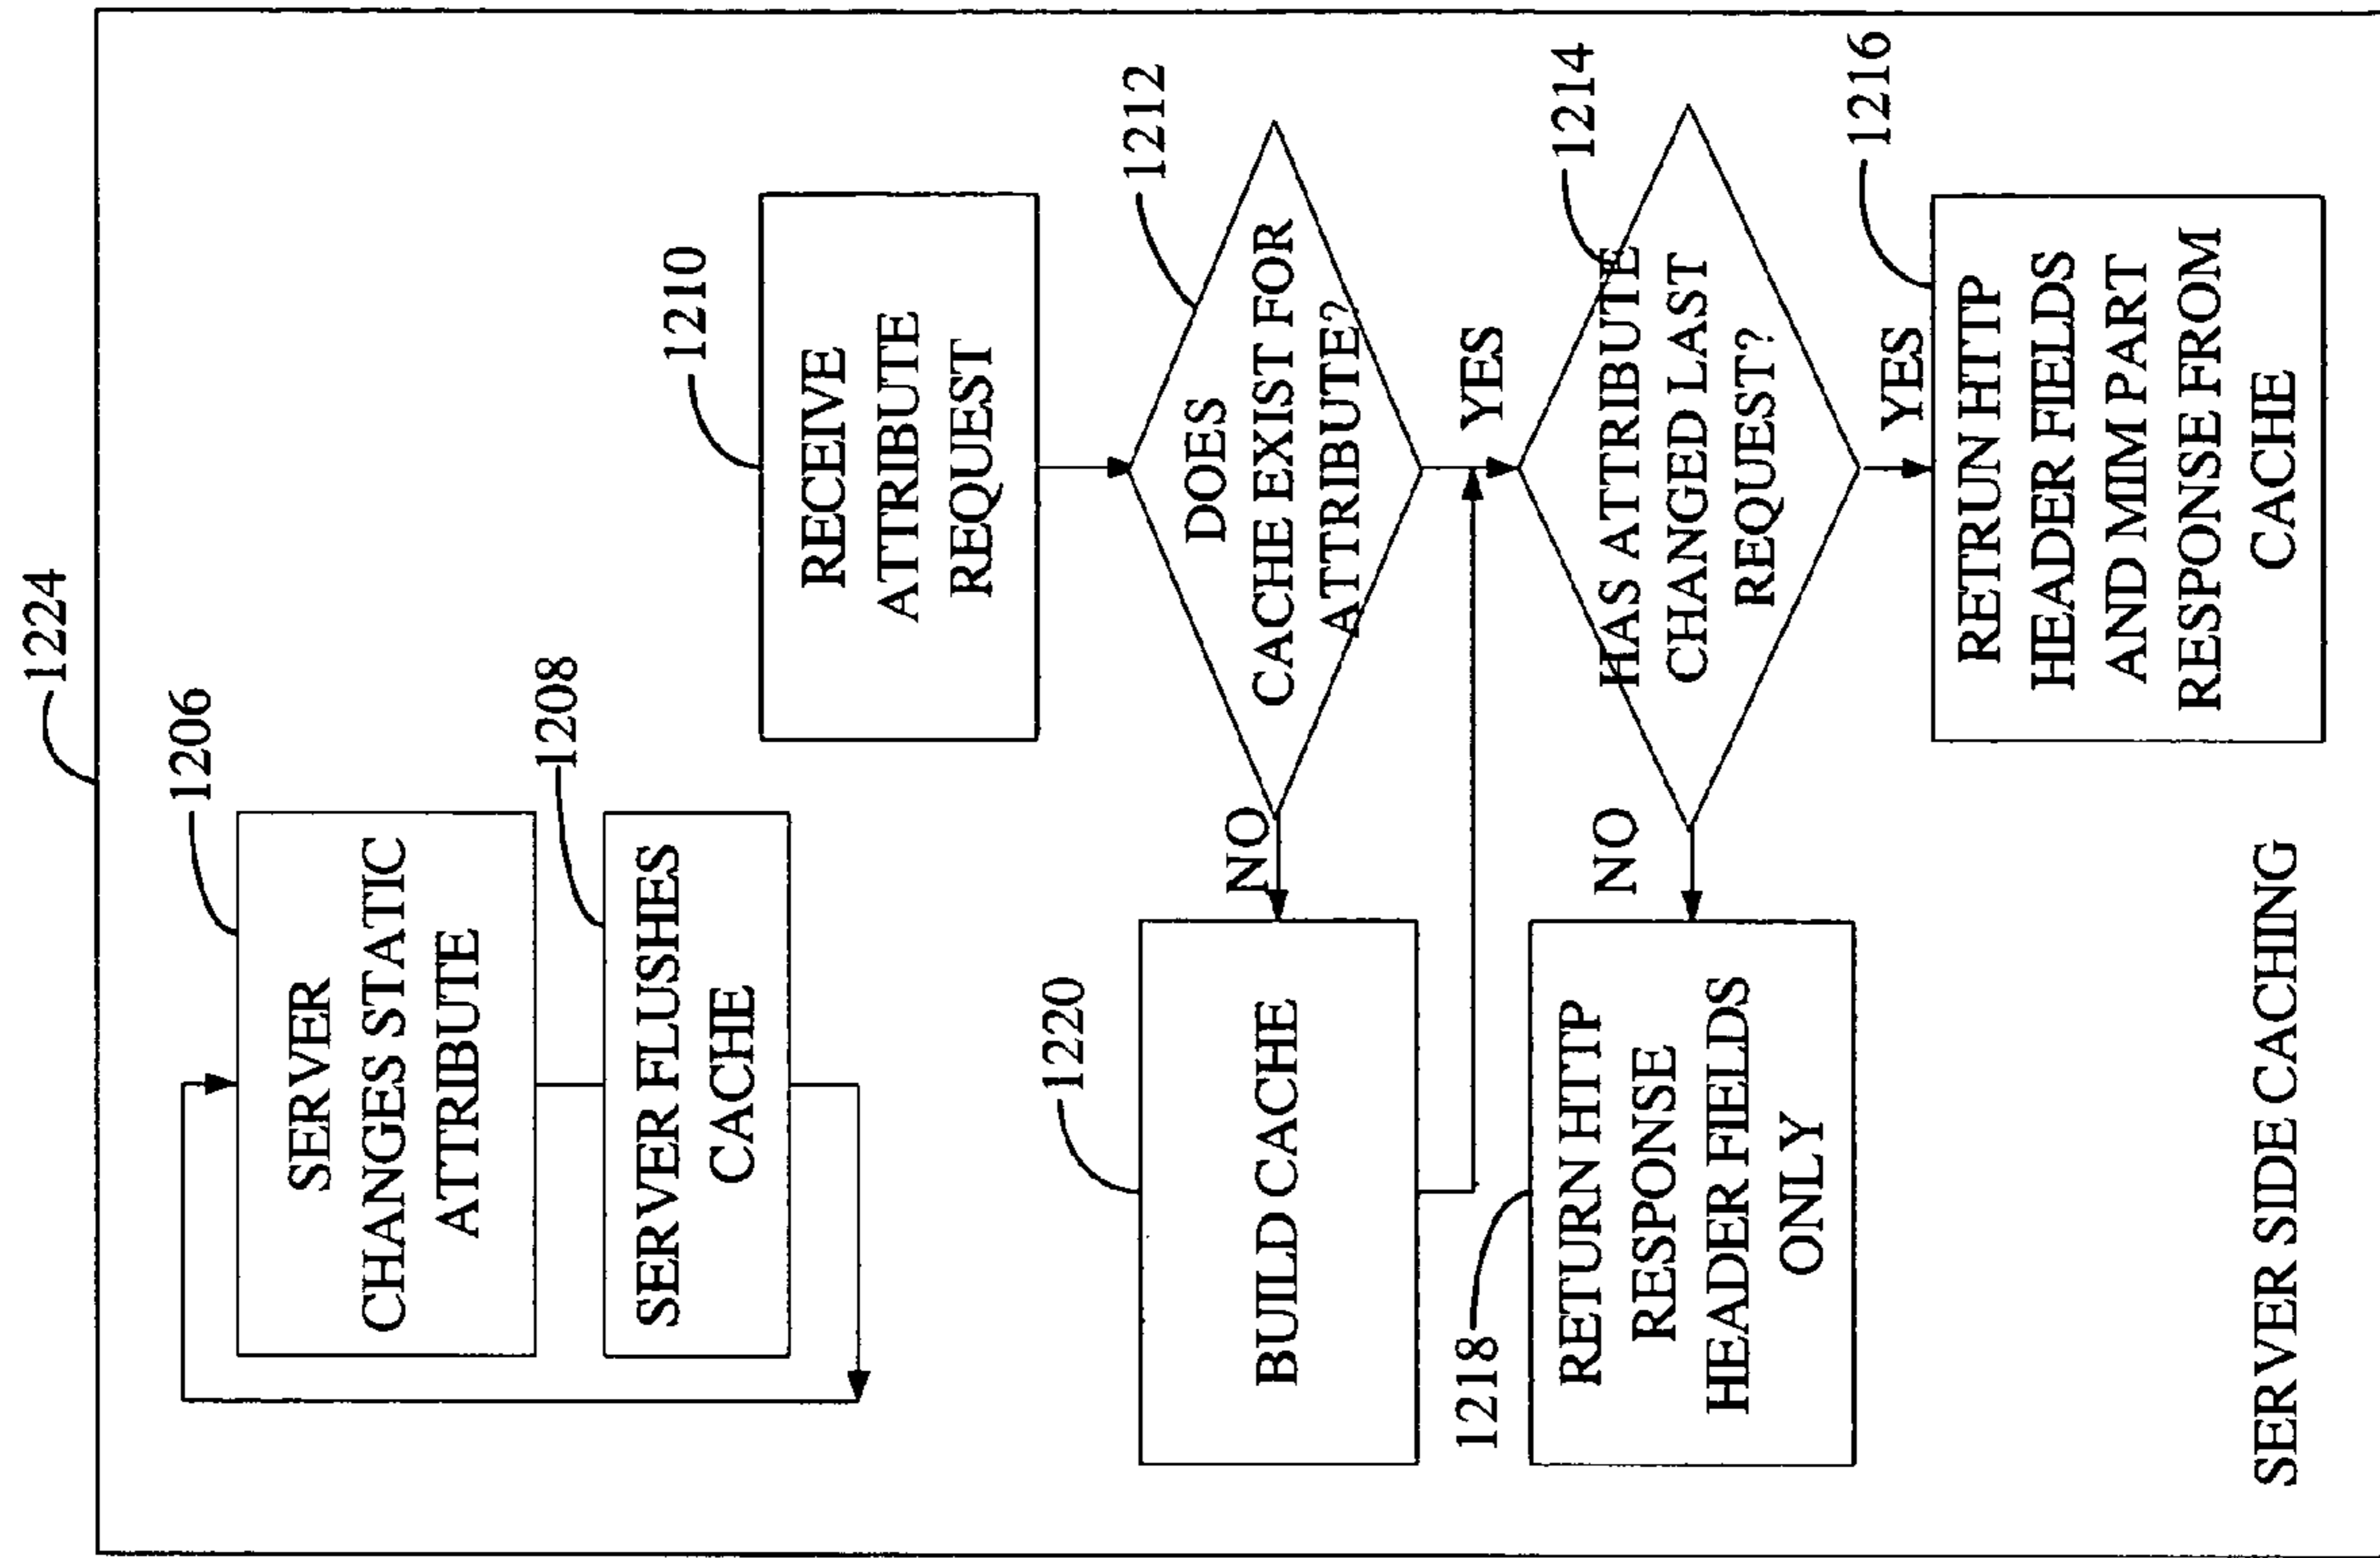 1224
1206
SERVER
CHANGES STATIC
ATTRIBUTE
1208
SERVER FLUSHES
CACHE
1210
RECEIVE
ATTRIBUTE
REQUEST
1212
DOES
CACHE EXIST FOR
ATTRIBUTE?
NO
YES
1220
BUILD CACHE
1214
HAS ATTRIBUTE
CHANGED LAST
REQUEST?
NO
YES
1218
RETURN HTTP
RESPONSE
HEADER FIELDS
ONLY
1216
RETRUN HTTP
HEADER FIELDS
AND MIM PART
RESPONSE FROM
CACHE
SERVER SIDE CACHING